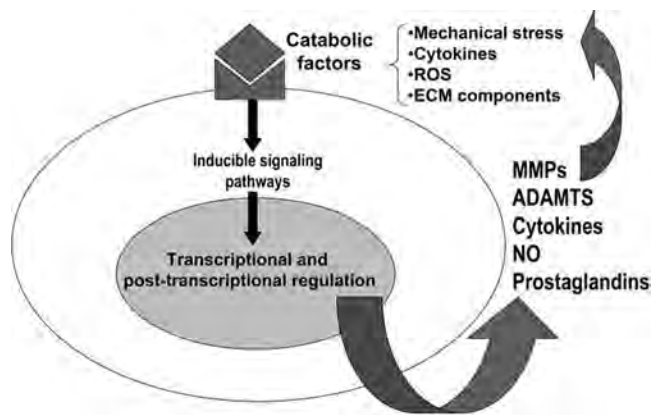 Catabolic
factors
•Mechanical stress
•Cytokines
•ROS
•ECM components
Inducible signaling
pathways
Transcriptional and
post-transcriptional regulation
MMPs
ADAMTS
Cytokines
NO
Prostaglandins